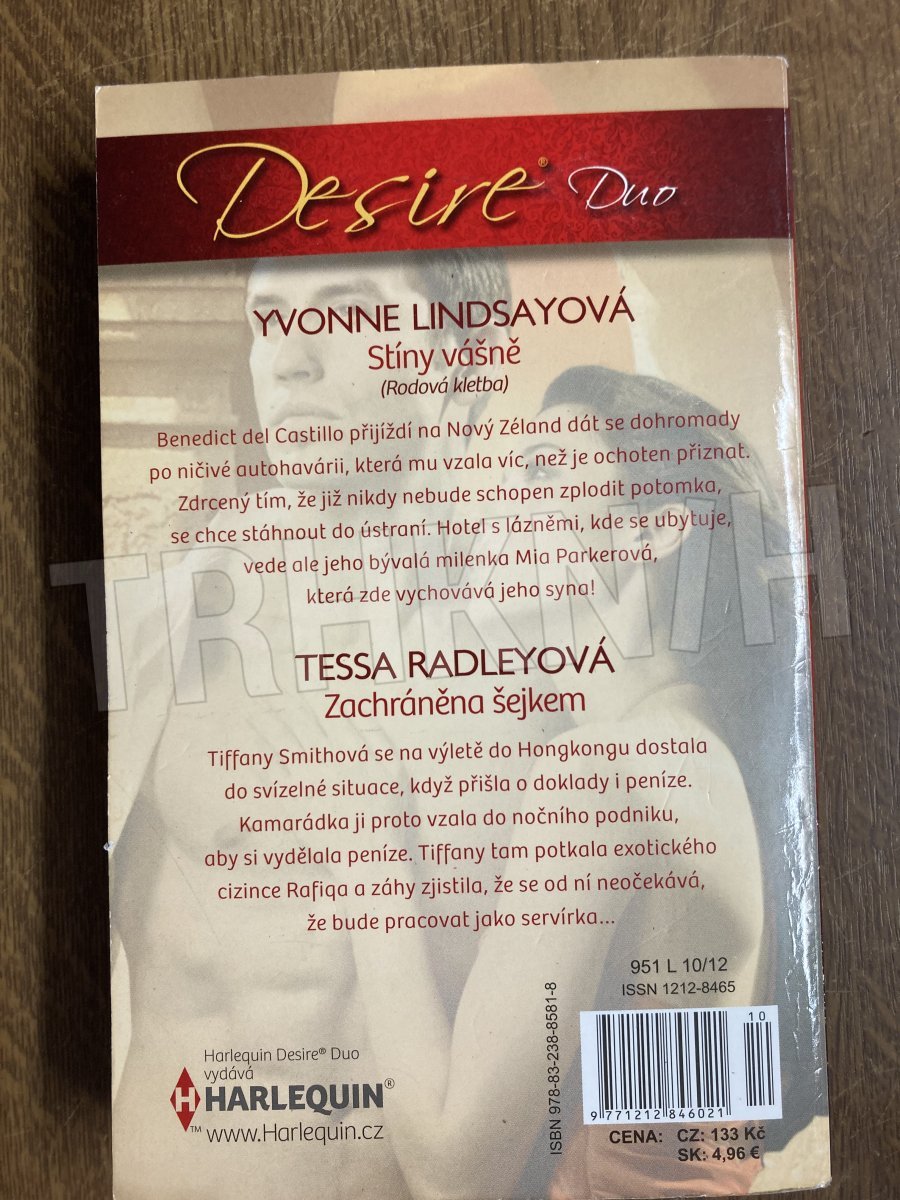 Desire® Duo
YVONNE LINDSAYOVÁ
Stíny vášně
(Rodová kletba)
Benedict del Castillo přijíždí na Nový Zéland dát se dohromady
po ničivé autohavárii, která mu vzala víc, než je ochoten přiznat.
Zdrcený tím, že již nikdy nebude schopen zplodit potomka,
se chce stáhnout do ústraní. Hotel s lázněmi, kde se ubytuje,
vede ale jeho bývalá milenka Mia Parkerová,
která zde vychovává jeho syna!
TRHKNIH
TESSA RADLEYOVÁ
Zachráněna šejkem
Tiffany Smithová se na výletě do Hongkongu dostala
do svízelné situace, když přišla o doklady i peníze.
Kamarádka ji proto vzala do nočního podniku,
aby si vydělala peníze. Tiffany tam potkala exotického
cizince Rafiqa a záhy zjistila, že se od ní neočekává,
že bude pracovat jako servírka...
951 L 10/12
ISSN 1212-8465
ISBN 978-83-238-8581-8
10
9 771212 846021
CENA: CZ: 133 Kč
SK: 4,96 €
Harlequin Desire® Duo
vydává
H HARLEQUIN®
™ www.Harlequin.cz